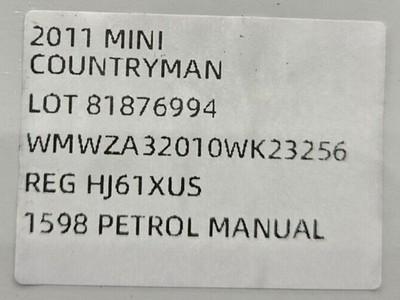 2011 MINI
COUNTRYMAN
LOT 81876994
WMWZA32010WK23256
REG HJ61XUS
1598 PETROL MANUAL